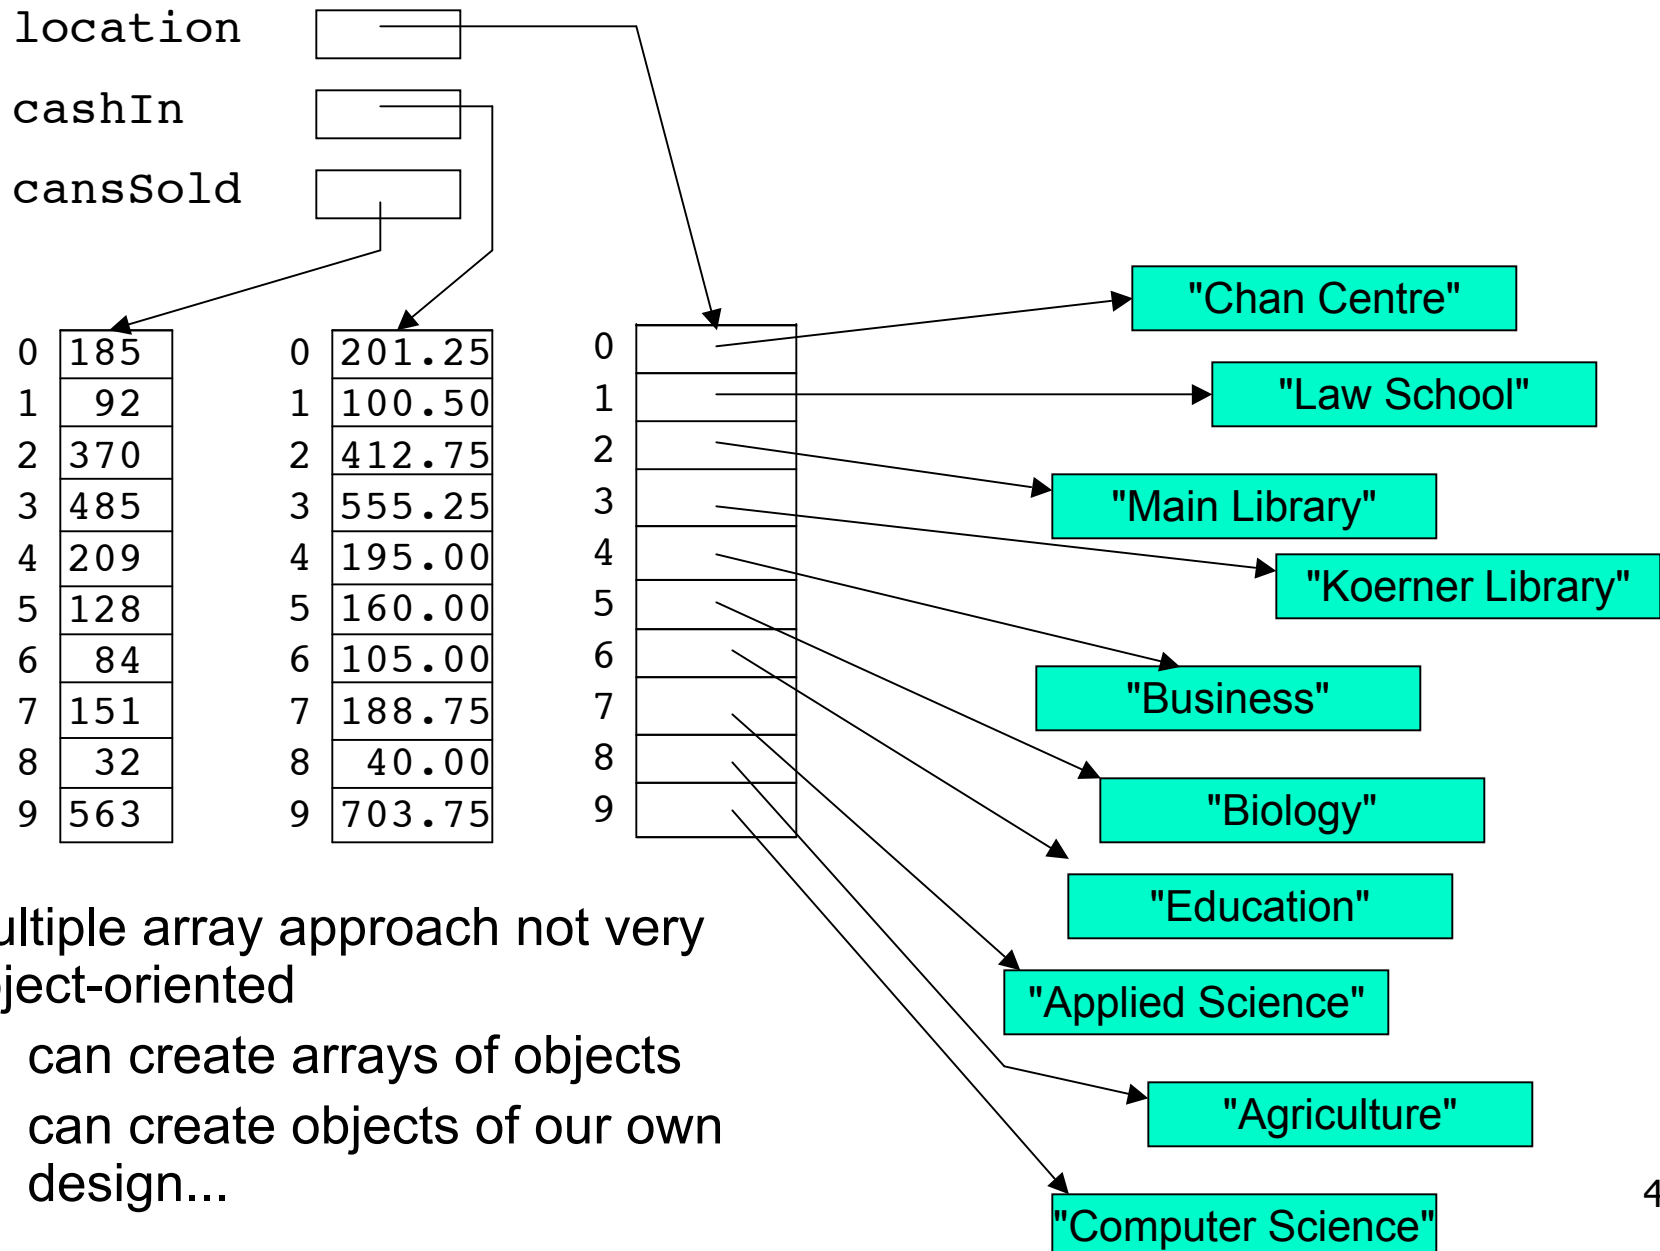 location
cashIn
cansSold
0 185
1 92
2 370
3 485
4 209
5 128
6 84
7 151
8 32
9 563
0 201.25
1 100.50
2 412.75
3 555.25
4 195.00
5 160.00
6 105.00
7 188.75
8 40.00
9 703.75
0
1
2
3
4
5
6
7
8
9
"Chan Centre"
"Law School"
"Main Library"
"Koerner Library"
"Business"
"Biology"
"Education"
"Applied Science"
"Agriculture"
"Computer Science"
ultiple array approach not very
ject-oriented
can create arrays of objects
can create objects of our own
design...
4